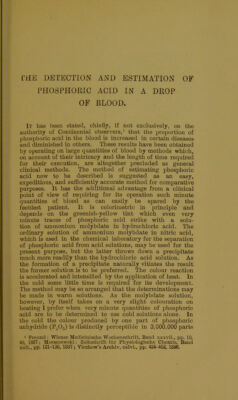 THE DETECTION AND ESTIMATION OF
PHOSPHORIC ACID IN A DROP
OF BLOOD.
IT has been stated, chiefly, if not exclusively, on the
authority of Continental observers,¹ that the proportion of
phosphoric acid in the blood is increased in certain diseases
and diminished in others. These results have been obtained
by operating on large quantities of blood by methods which,
on account of their intricacy and the length of time required
for their execution, are altogether precluded as general
clinical methods. The method of estimating phosphoric
acid now to be described is suggested as an easy,
expeditious, and sufficiently accurate method for comparative
purposes. It has the additional advantage from a clinical
point of view of requiring for its operation such minute
quantities of blood as can easily be spared by the
faintest patient. It is colorimetric in principle and
depends on the greenish-yellow tint which even very
minute traces of phosphoric acid strike with a solu-
tion of ammonium molybdate in hydrochloric acid. The
ordinary solution of ammonium molybdate in nitric acid,
which is used in the chemical laboratory for the separation
of phosphoric acid from acid solutions, may be used for the
present purpose, but the latter throws down a precipitate
much more readily than the hydrochloric acid solution. As
the formation of a precipitate naturally vitiates the result
the former solution is to be preferred. The colour reaction
is accelerated and intensified by the application of heat. In
the cold some little time is required for its development.
The method may be so arranged that the determinations may
be made in warm solutions. As the molybdate solution,
however, by itself takes on a very slight colouration on
heating I prefer when very minute quantities of phosphoric
acid are to be determined to use cold solutions alone. In
the cold the colour produced by one part of phosphoric
anhydride (P₂O₅) is distinctly perceptible in 3,000,000 parts